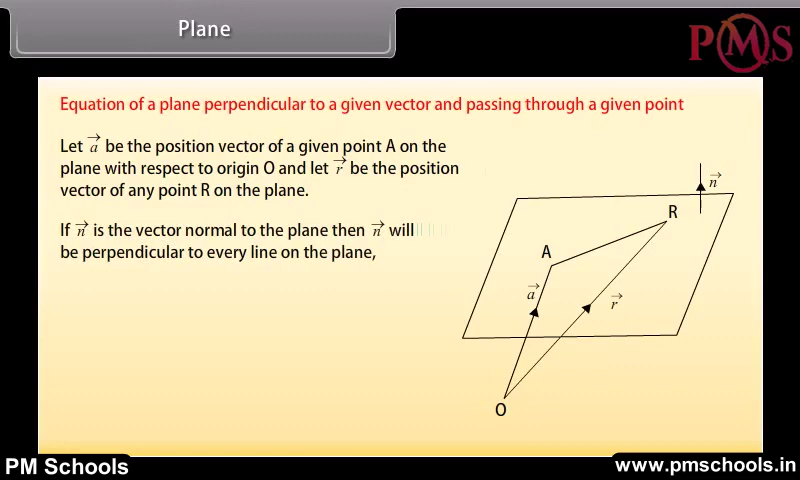 Plane
PMS
Equation of a plane perpendicular to a given vector and passing through a given point
Let a⃗ be the position vector of a given point A on the
plane with respect to origin O and let r⃗ be the position
vector of any point R on the plane.
If n⃗ is the vector normal to the plane then n⃗ will
be perpendicular to every line on the plane,
n⃗
R
A
a⃗
r⃗
O
PM Schools
www.pmschools.in